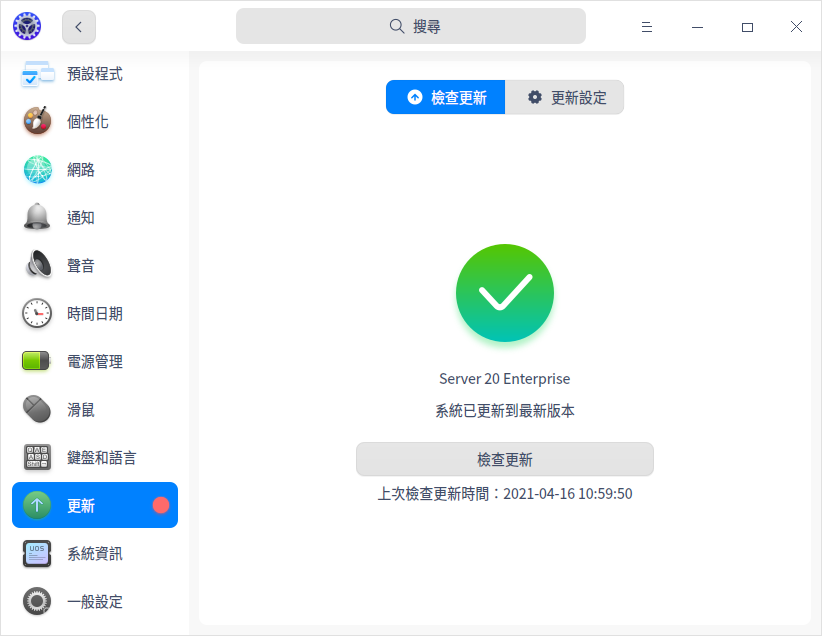 搜尋
預設程式
個性化
網路
通知
聲音
時間日期
電源管理
滑鼠
鍵盤和語言
更新
UOS
系統資訊
一般設定
檢查更新
更新設定
Server 20 Enterprise
系統已更新到最新版本
檢查更新
上次檢查更新時間：2021-04-16 10:59:50